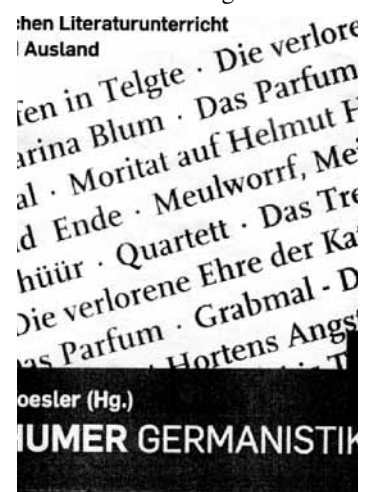 chen Literaturunterricht
l Ausland
fen in Telgte · Die verlore
arina Blum · Das Parfum
al · Moritat auf Helmut H
d Ende · Meulworrf, Me
hüür · Quartett · Das Tre
Die verlorene Ehre der Ka
as Parfum · Grabmal - D
Hortens Angs
oesler (Hg.)
HUMER GERMANISTIK